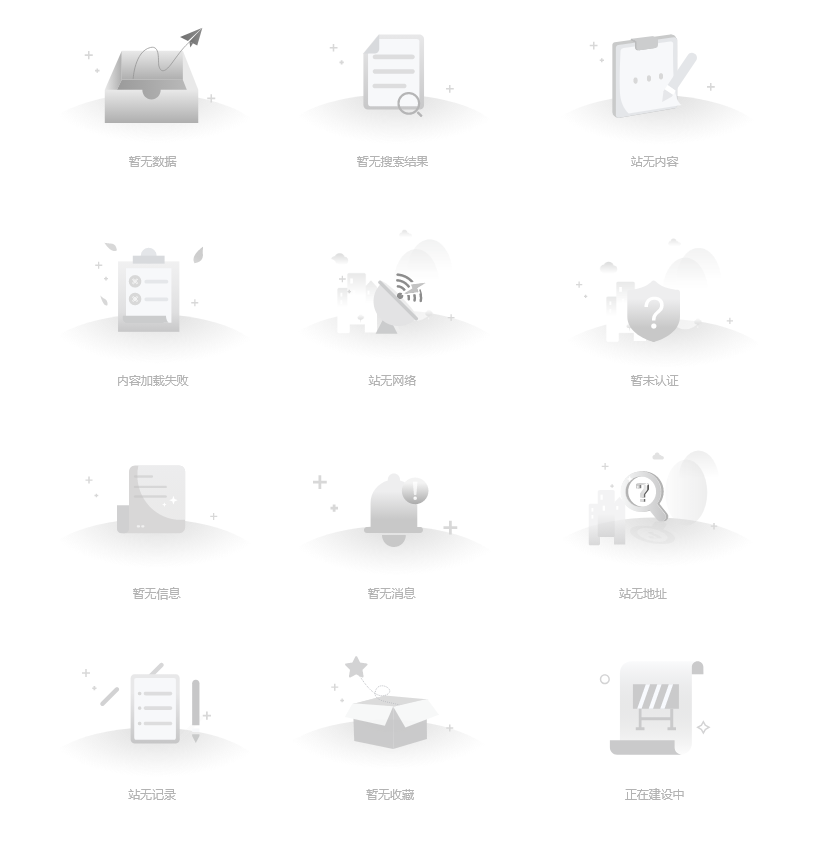 暂无数据
暂无搜索结果
站无内容
内容加载失败
站无网络
暂未认证
暂无信息
暂无消息
站无地址
站无记录
暂无收藏
正在建设中